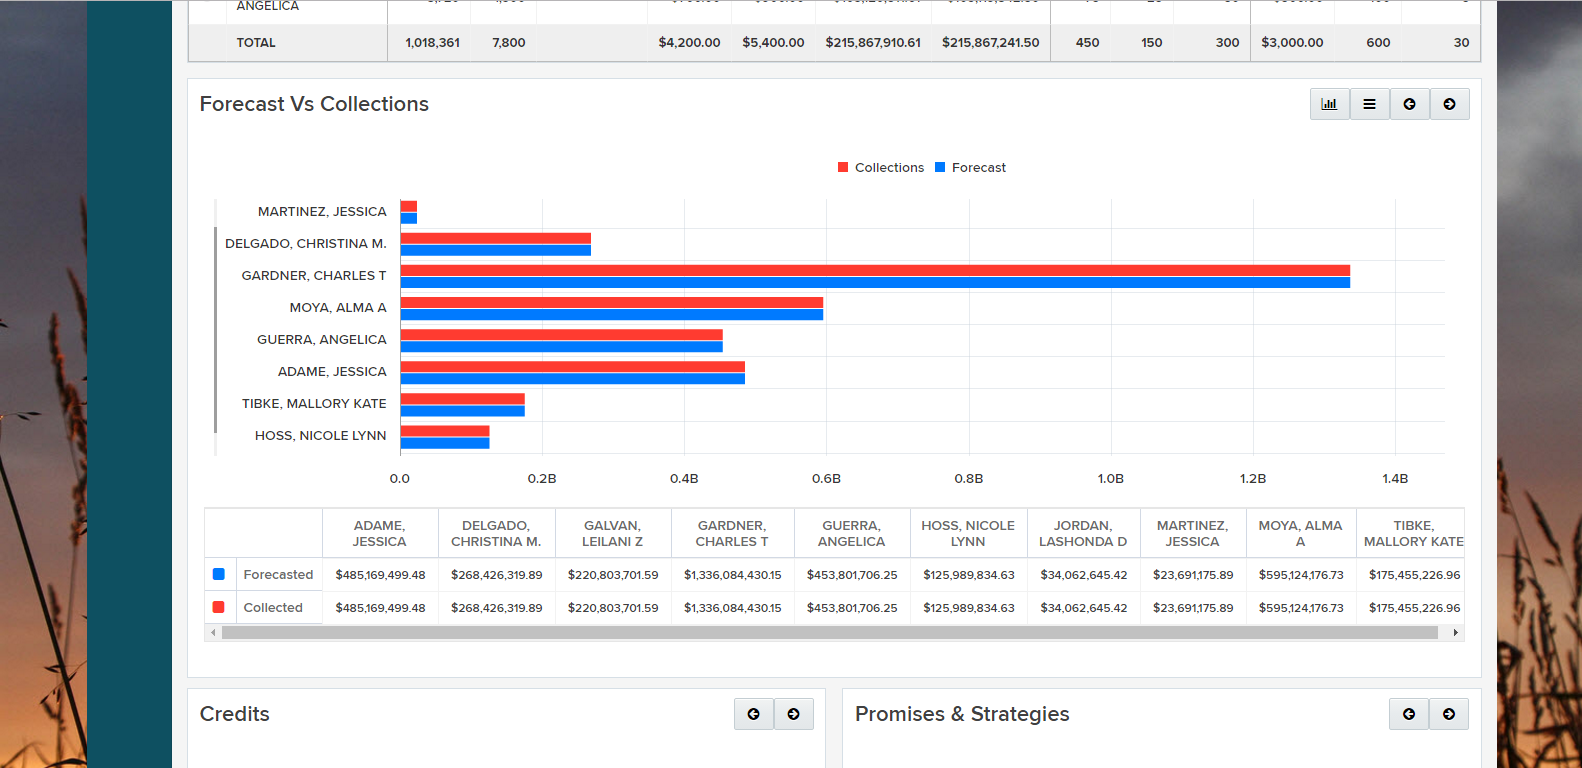 ANGELICA
TOTAL 1,018,361 7,800 $4,200.00 $5,400.00 $215,867,910.61 $215,867,241.50 450 150 300 $3,000.00 600 30
Forecast Vs Collections
Collections Forecast
MARTINEZ, JESSICA
DELGADO, CHRISTINA M.
GARDNER, CHARLES T
MOYA, ALMA A
GUERRA, ANGELICA
ADAME, JESSICA
TIBKE, MALLORY KATE
HOSS, NICOLE LYNN
0.0 0.2B 0.4B 0.6B 0.8B 1.0B 1.2B 1.4B
ADAME, DELGADO, GALVAN, GARDNER, GUERRA, HOSS, NICOLE JORDAN, MARTINEZ, MOYA, ALMA TIBKE,
JESSICA CHRISTINA M. LEILANI Z CHARLES T ANGELICA LYNN LASHONDA D JESSICA A MALLORY KATE
Forecasted $485,169,499.48 $268,426,319.89 $220,803,701.59 $1,336,084,430.15 $453,801,706.25 $125,989,834.63 $34,062,645.42 $23,691,175.89 $595,124,176.73 $175,455,226.96
Collected $485,169,499.48 $268,426,319.89 $220,803,701.59 $1,336,084,430.15 $453,801,706.25 $125,989,834.63 $34,062,645.42 $23,691,175.89 $595,124,176.73 $175,455,226.96
Credits
Promises & Strategies